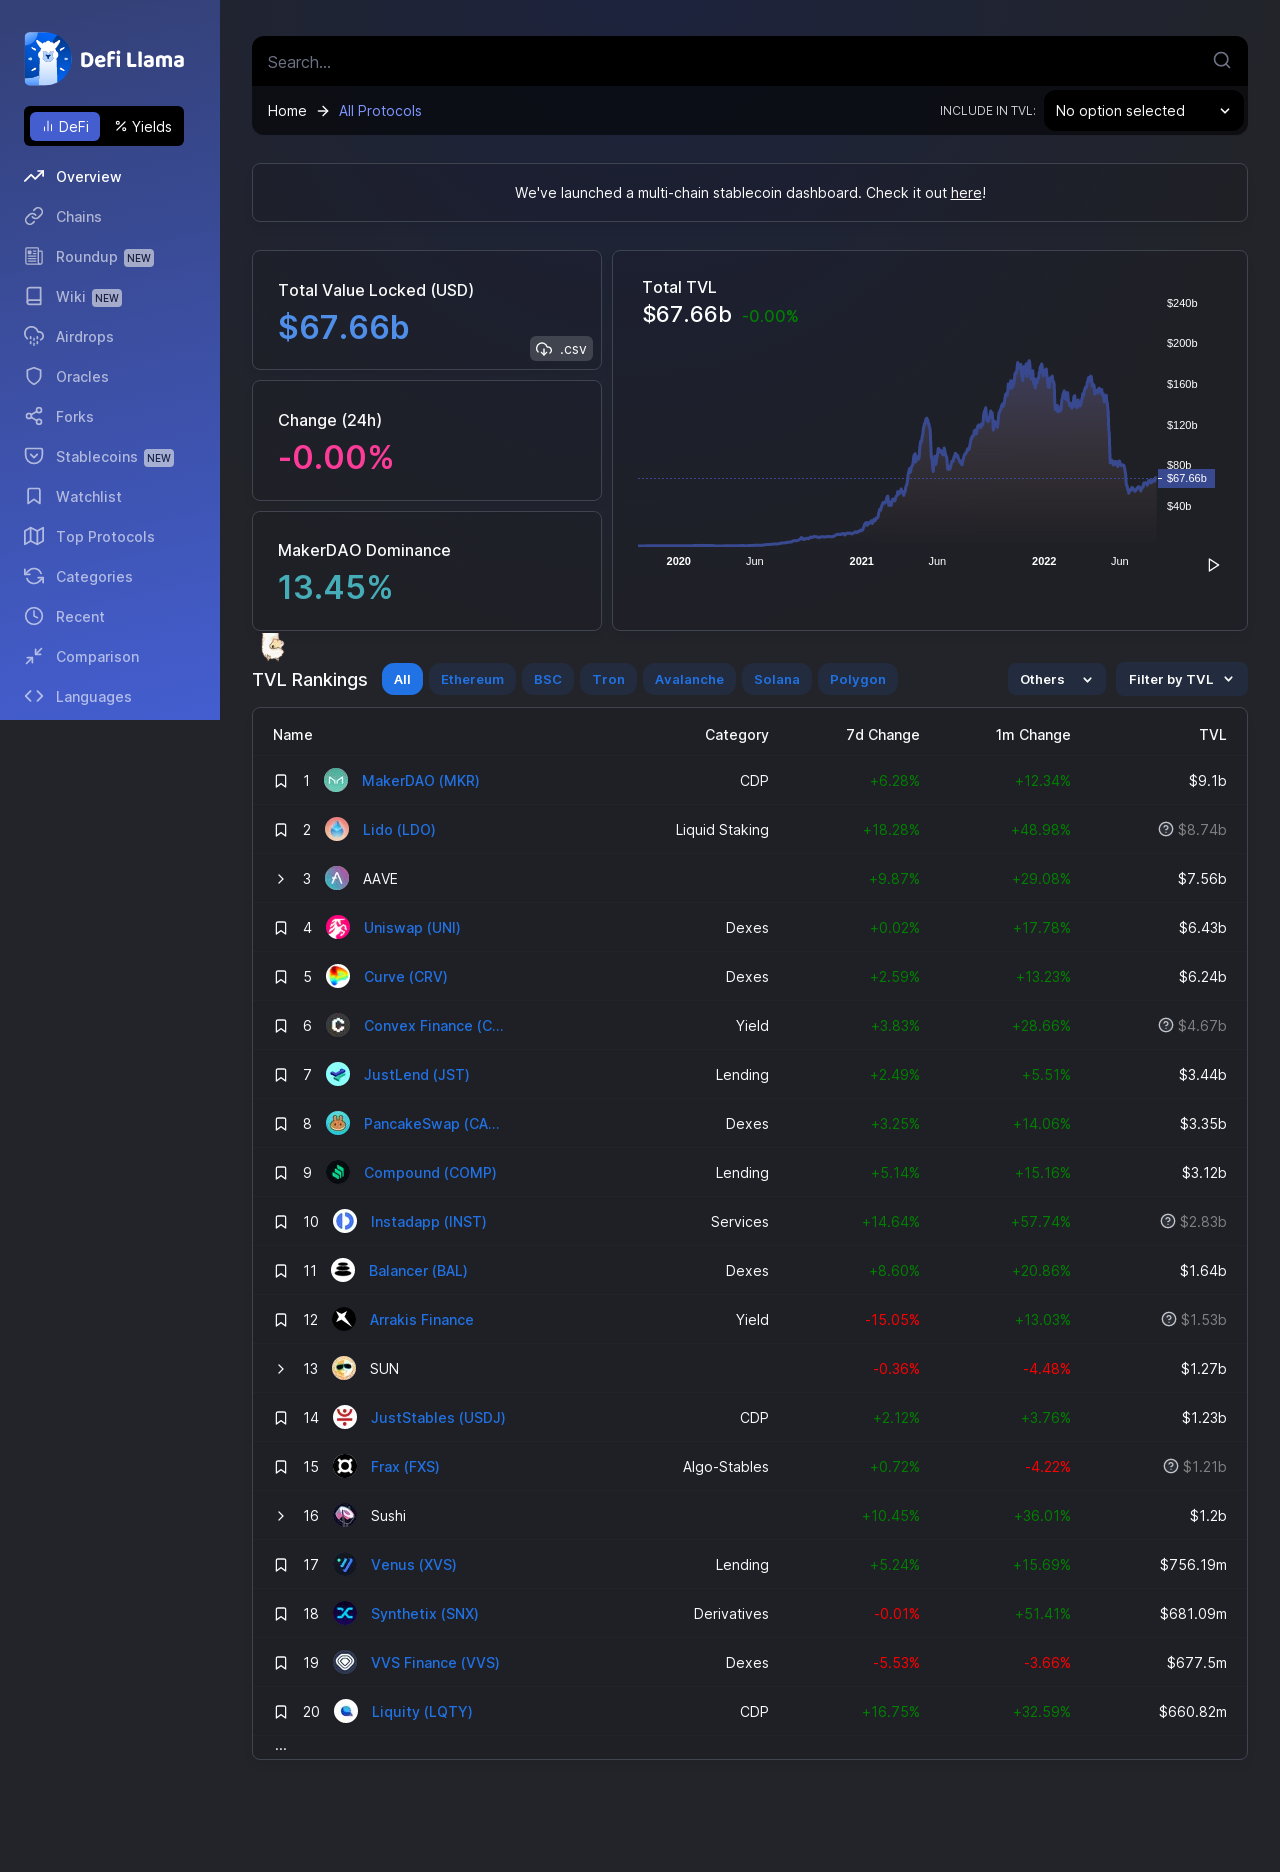 Defi Llama
DeFi
Yields
Overview
Chains
Roundup NEW
Wiki NEW
Airdrops
Oracles
Forks
Stablecoins NEW
Watchlist
Top Protocols
Categories
Recent
Comparison
Languages
Search...
Home → All Protocols
INCLUDE IN TVL: No option selected
We've launched a multi-chain stablecoin dashboard. Check it out here!
Total Value Locked (USD)
$67.66b
.csv
Change (24h)
-0.00%
MakerDAO Dominance
13.45%
Total TVL
$67.66b -0.00%
$240b
$200b
$160b
$120b
$80b
$67.66b
$40b
2020 Jun 2021 Jun 2022 Jun
TVL Rankings All Ethereum BSC Tron Avalanche Solana Polygon Others Filter by TVL
Name Category 7d Change 1m Change TVL
1 MakerDAO (MKR) CDP +6.28% +12.34% $9.1b
2 Lido (LDO) Liquid Staking +18.28% +48.98% $8.74b
3 AAVE +9.87% +29.08% $7.56b
4 Uniswap (UNI) Dexes +0.02% +17.78% $6.43b
5 Curve (CRV) Dexes +2.59% +13.23% $6.24b
6 Convex Finance (C... Yield +3.83% +28.66% $4.67b
7 JustLend (JST) Lending +2.49% +5.51% $3.44b
8 PancakeSwap (CA... Dexes +3.25% +14.06% $3.35b
9 Compound (COMP) Lending +5.14% +15.16% $3.12b
10 Instadapp (INST) Services +14.64% +57.74% $2.83b
11 Balancer (BAL) Dexes +8.60% +20.86% $1.64b
12 Arrakis Finance Yield -15.05% +13.03% $1.53b
13 SUN -0.36% -4.48% $1.27b
14 JustStables (USDJ) CDP +2.12% +3.76% $1.23b
15 Frax (FXS) Algo-Stables +0.72% -4.22% $1.21b
16 Sushi +10.45% +36.01% $1.2b
17 Venus (XVS) Lending +5.24% +15.69% $756.19m
18 Synthetix (SNX) Derivatives -0.01% +51.41% $681.09m
19 VVS Finance (VVS) Dexes -5.53% -3.66% $677.5m
20 Liquity (LQTY) CDP +16.75% +32.59% $660.82m
...